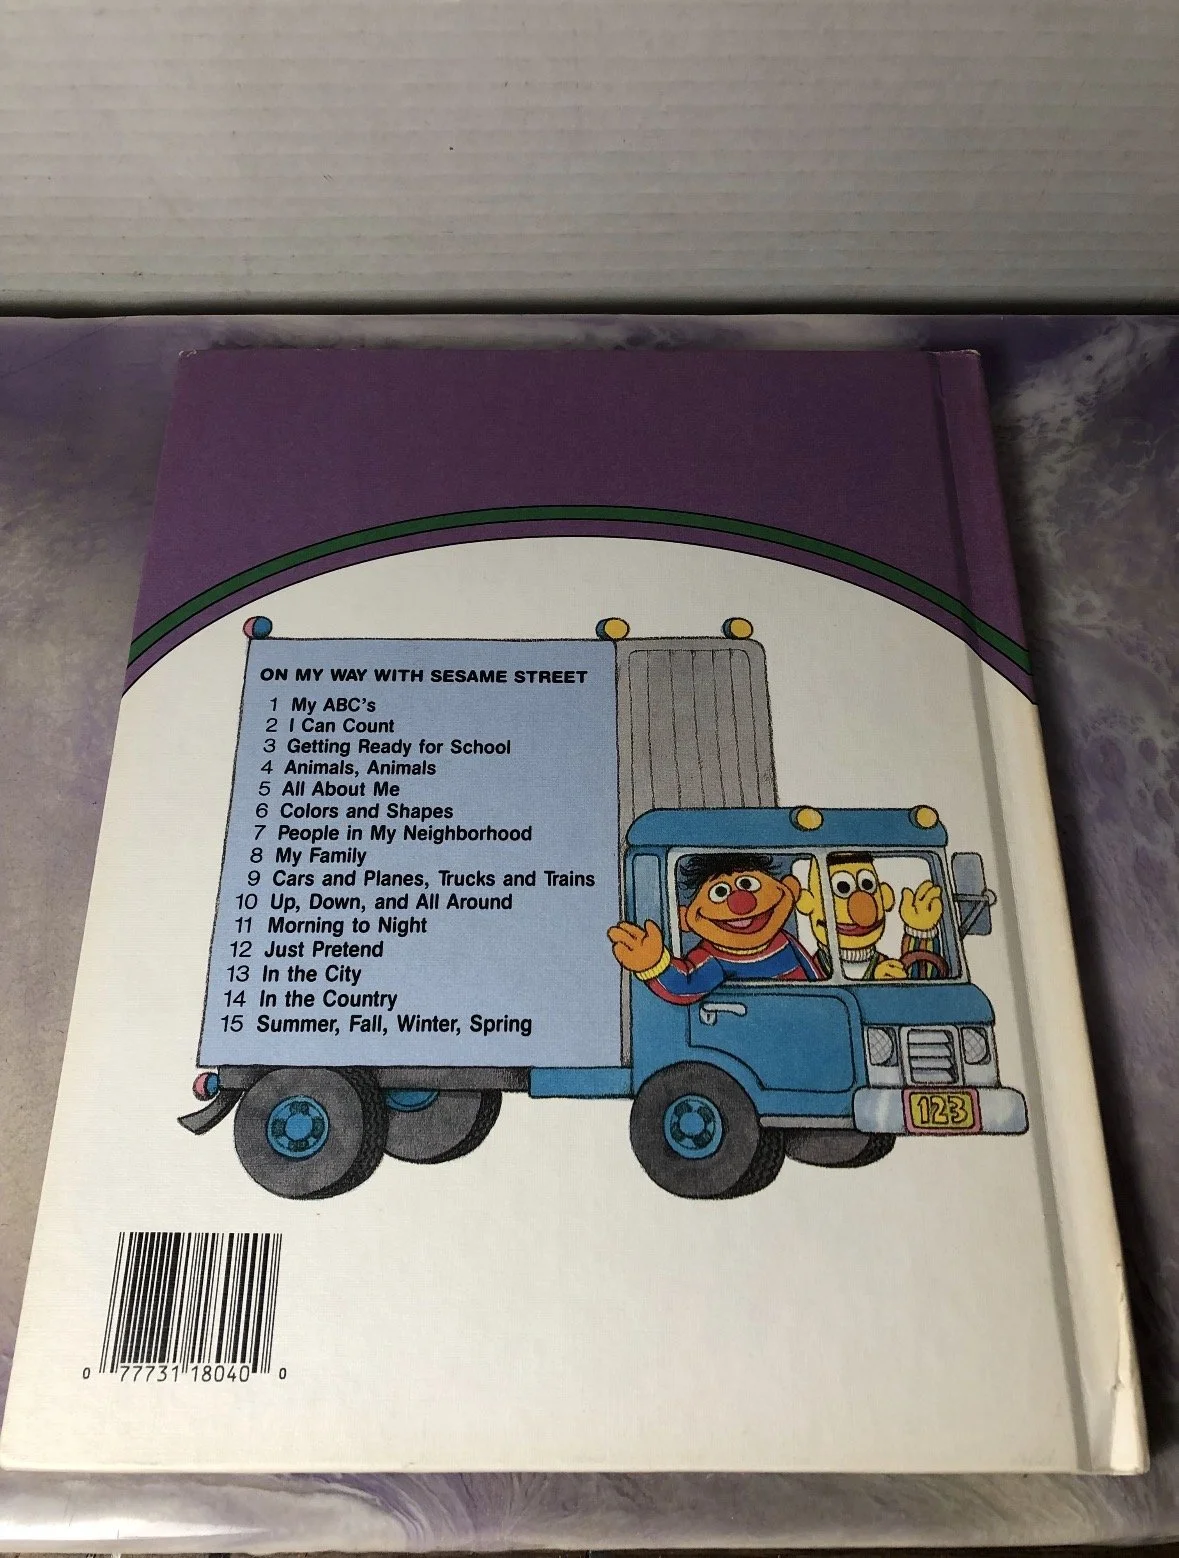 ON MY WAY WITH SESAME STREET
1 My ABC's
2 I Can Count
3 Getting Ready for School
4 Animals, Animals
5 All About Me
6 Colors and Shapes
7 People in My Neighborhood
8 My Family
9 Cars and Planes, Trucks and Trains
10 Up, Down, and All Around
11 Morning to Night
12 Just Pretend
13 In the City
14 In the Country
15 Summer, Fall, Winter, Spring
123
0 77731 18040 0